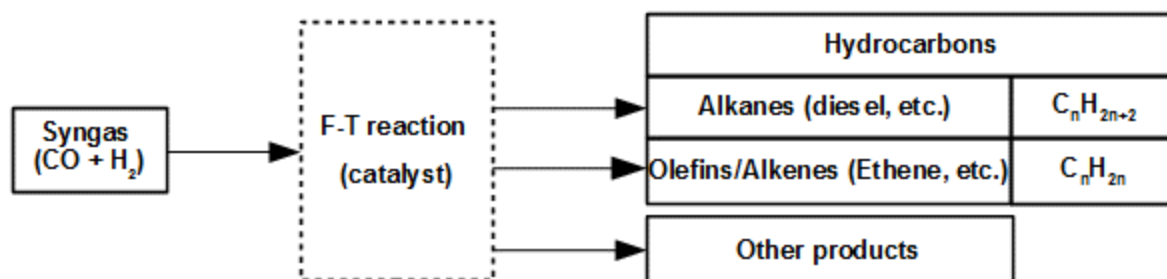 Hydrocarbons
Syngas
(CO + H₂)
F-T reaction
(catalyst)
Alkanes (diesel, etc.)
CₙH₂ₙ₊₂
Olefins/Alkenes (Ethene, etc.)
CₙH₂ₙ
Other products